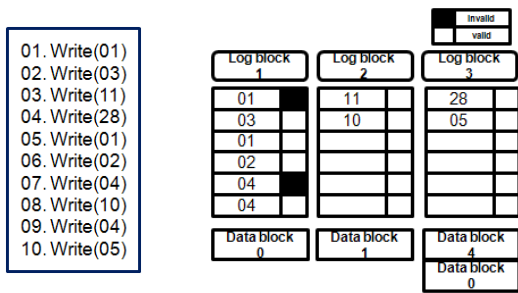 Invalid
valid
01. Write(01)
02. Write(03)
03. Write(11)
04. Write(28)
05. Write(01)
06. Write(02)
07. Write(04)
08. Write(10)
09. Write(04)
10. Write(05)
Log block 1
Log block 2
Log block 3
01 11 28
03 10 05
01
02
04
04
Data block 0
Data block 1
Data block 4
Data block 0